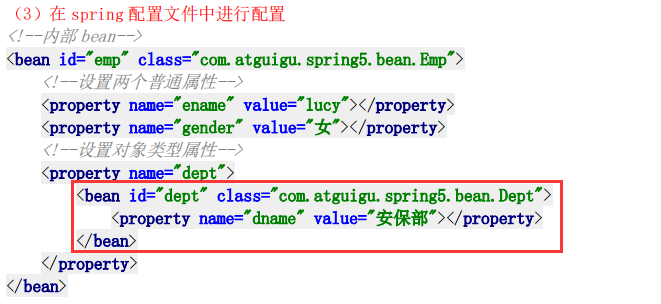 （3）在 spring 配置文件中进行配置
<!--内部 bean-->
<bean id="emp" class="com.atguigu.spring5.bean.Emp">
<!--设置两个普通属性-->
<property name="ename" value="lucy"></property>
<property name="gender" value="女"></property>
<!--设置对象类型属性-->
<property name="dept">
<bean id="dept" class="com.atguigu.spring5.bean.Dept">
<property name="dname" value="安保部"></property>
</bean>
</property>
</bean>